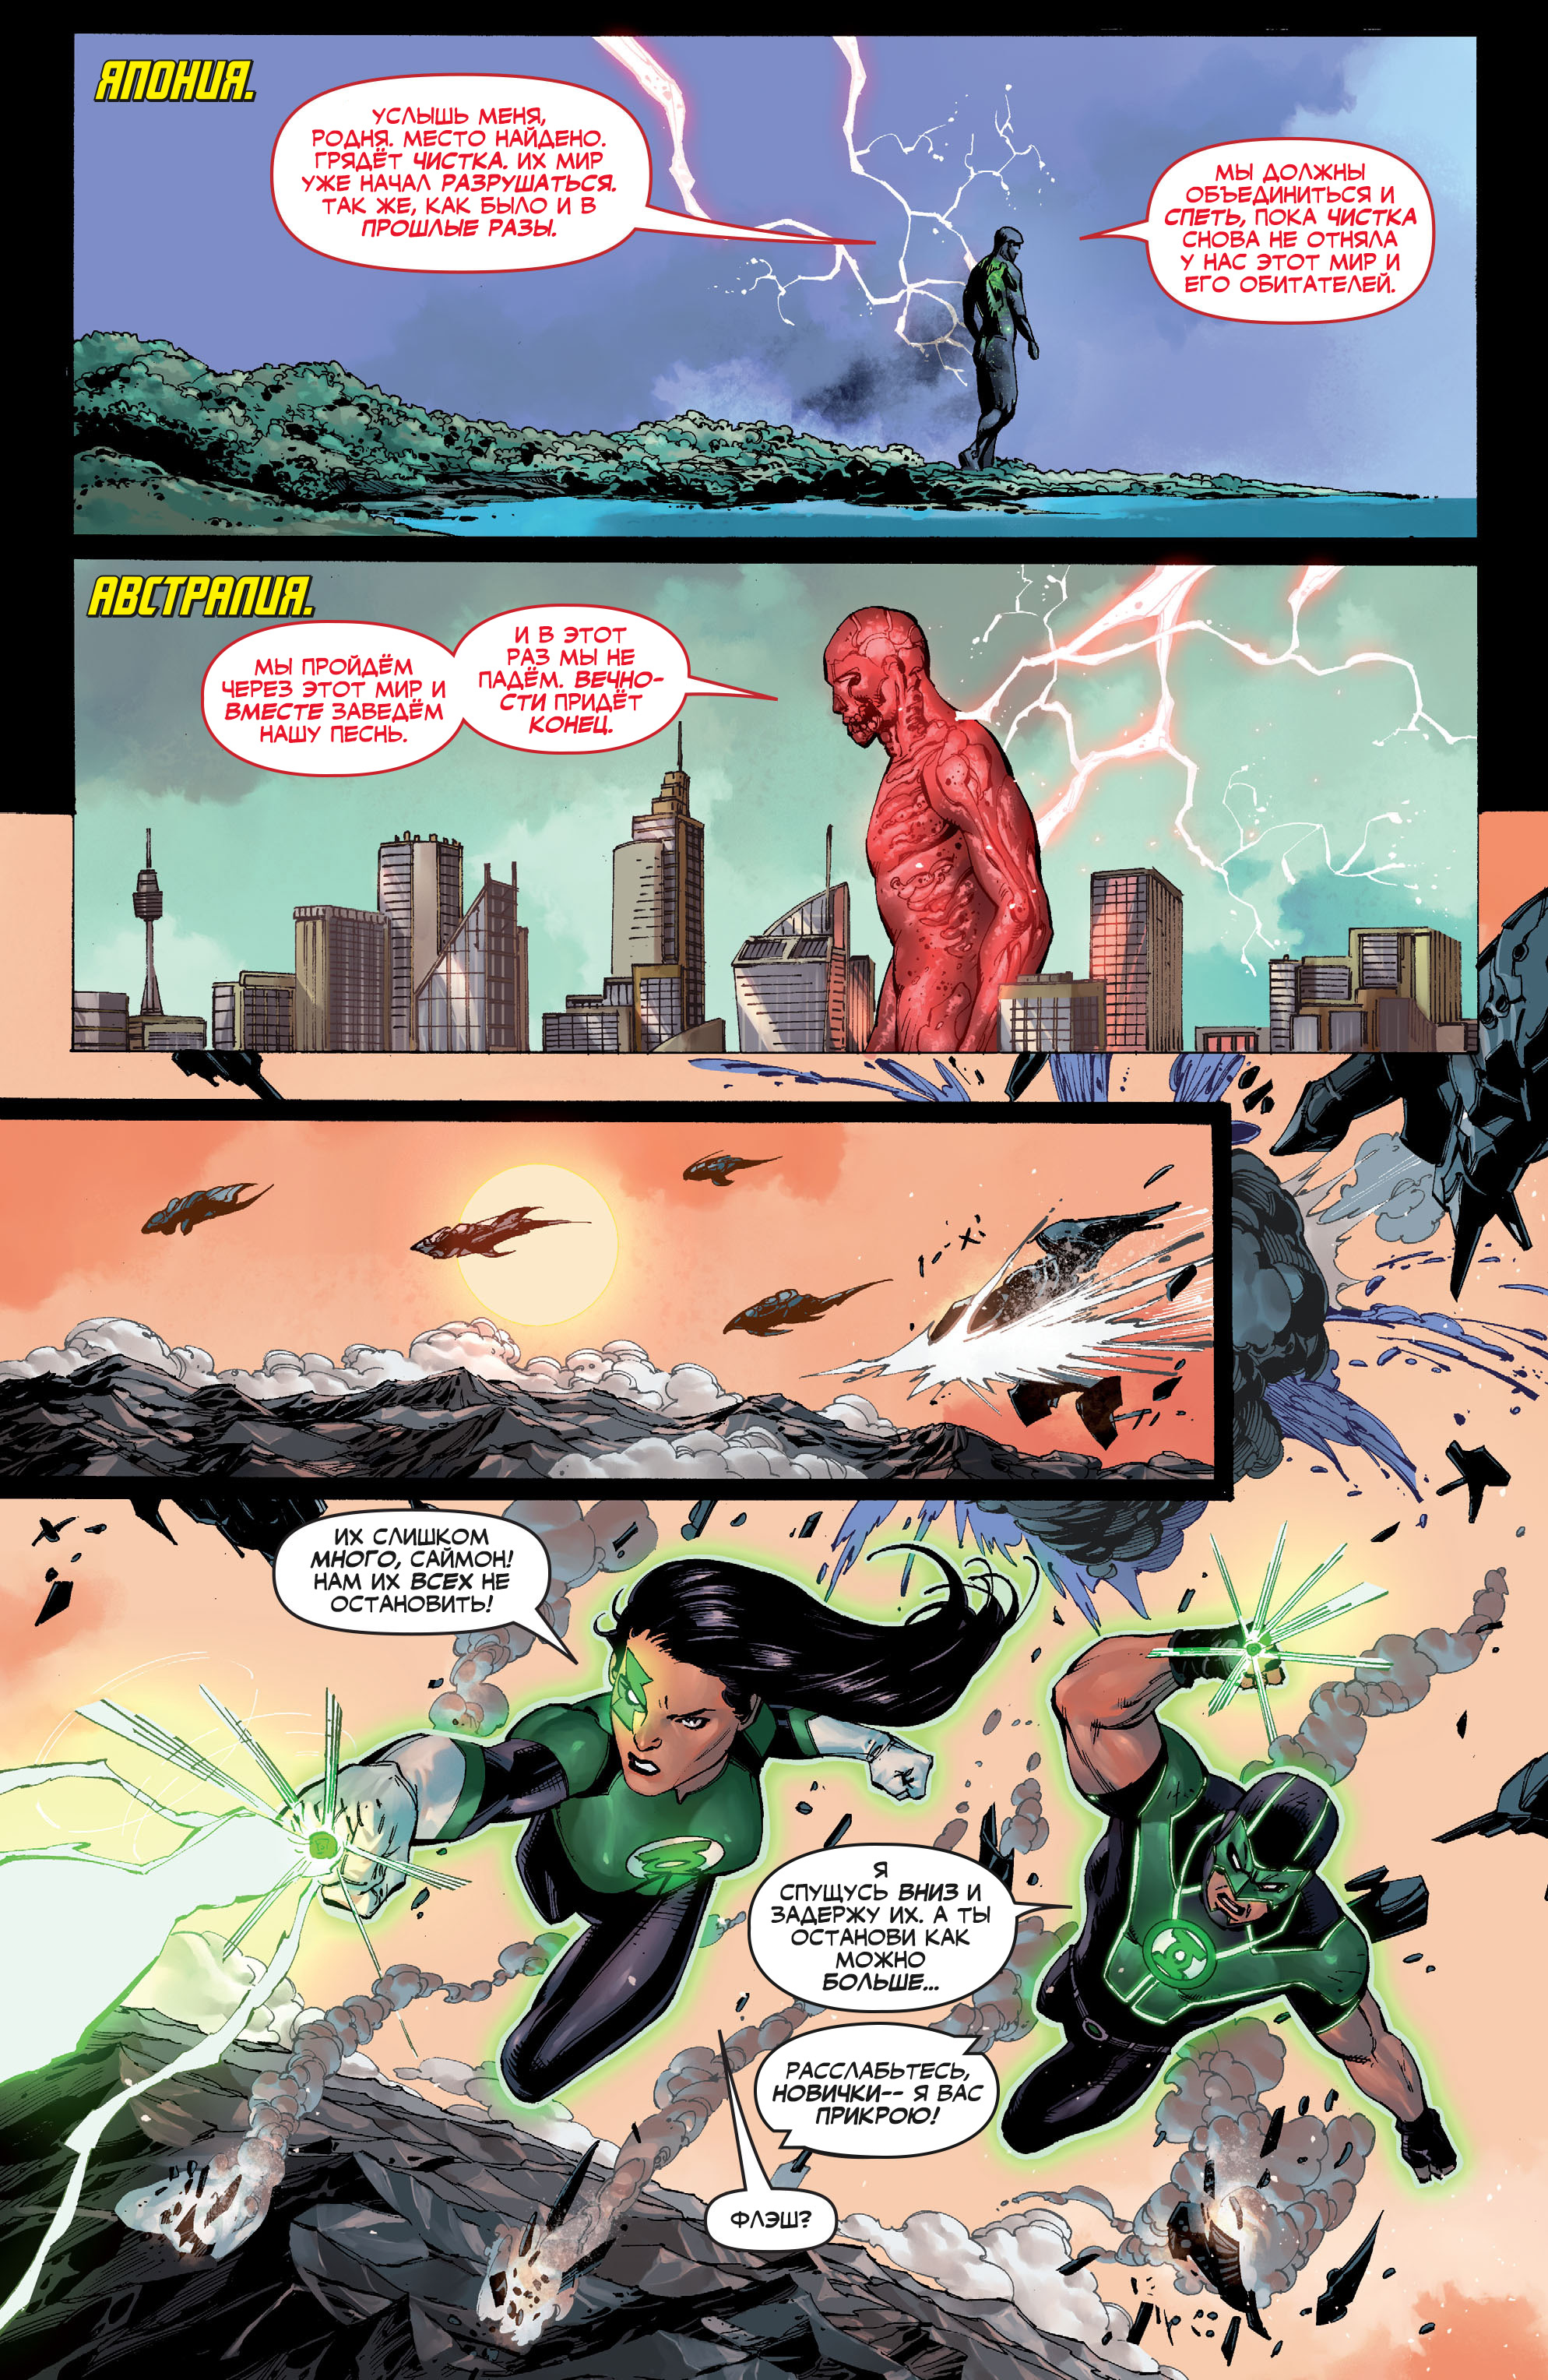 ЯПОНИЯ.
УСЛЫШЬ МЕНЯ,
РОДНЯ. МЕСТО НАЙДЕНО.
ГРЯДЁТ ЧИСТКА. ИХ МИР
УЖЕ НАЧАЛ РАЗРУШАТЬСЯ.
ТАК ЖЕ, КАК БЫЛО И В
ПРОШЛЫЕ РАЗЫ.
МЫ ДОЛЖНЫ
ОБЪЕДИНИТЬСЯ И
СПЕТЬ, ПОКА ЧИСТКА
СНОВА НЕ ОТНЯЛА
У НАС ЭТОТ МИР И
ЕГО ОБИТАТЕЛЕЙ.
АВСТРАЛИЯ.
МЫ ПРОЙДЁМ
ЧЕРЕЗ ЭТОТ МИР И
ВМЕСТЕ ЗАВЕДЁМ
НАШУ ПЕСНЬ.
И В ЭТОТ
РАЗ МЫ НЕ
ПАДЁМ. ВЕЧНО-
СТИ ПРИДЁТ
КОНЕЦ.
ИХ СЛИШКОМ
МНОГО, САЙМОН!
НАМ ИХ ВСЕХ НЕ
ОСТАНОВИТЬ!
Я
СПУЩУСЬ ВНИЗ И
ЗАДЕРЖУ ИХ. А ТЫ
ОСТАНОВИ КАК
МОЖНО
БОЛЬШЕ...
РАССЛАБЬТЕСЬ,
НОВИЧКИ-- Я ВАС
ПРИКРОЮ!
ФЛЭШ?